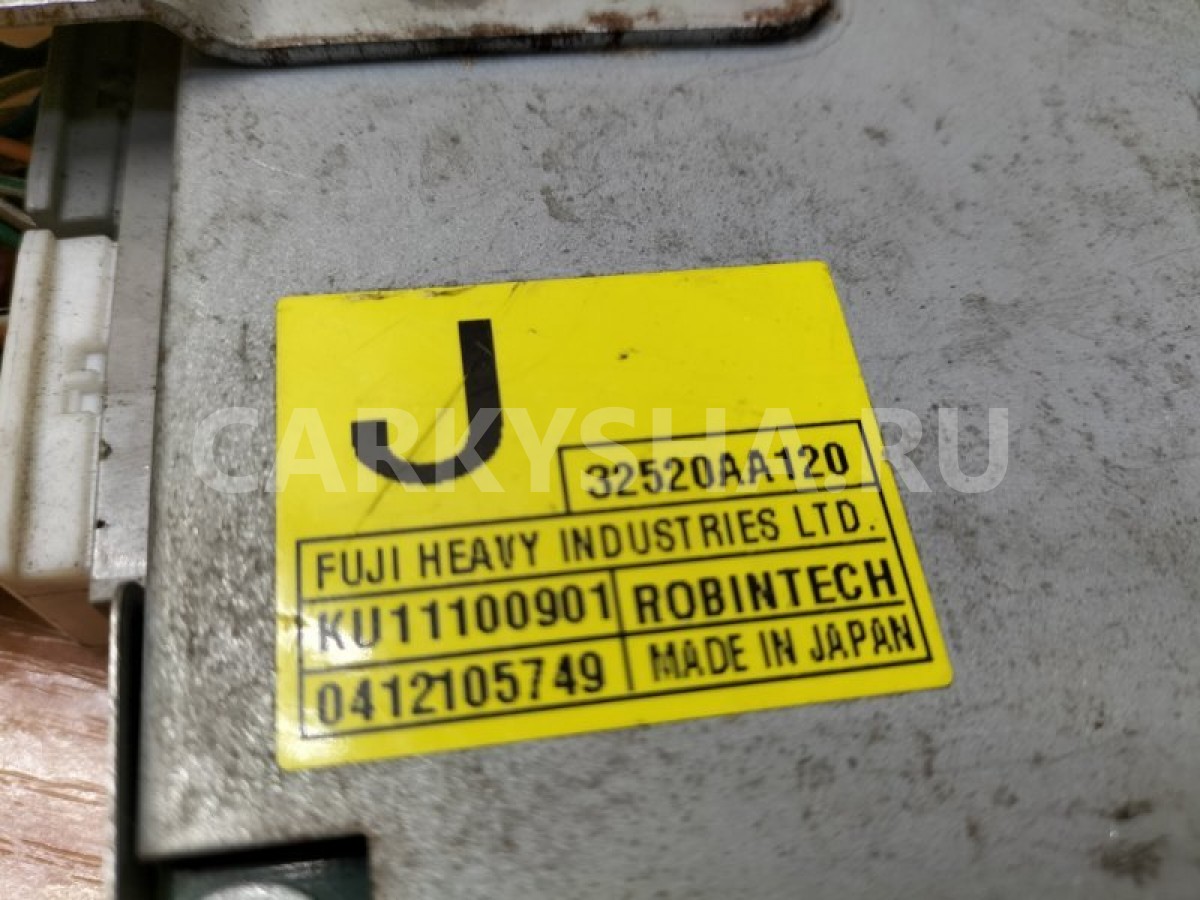 J
32520AA120
FUJI HEAVY INDUSTRIES LTD.
KU11100901 ROBINTECH
0412105749 MADE IN JAPAN
CARKYSHA.RU